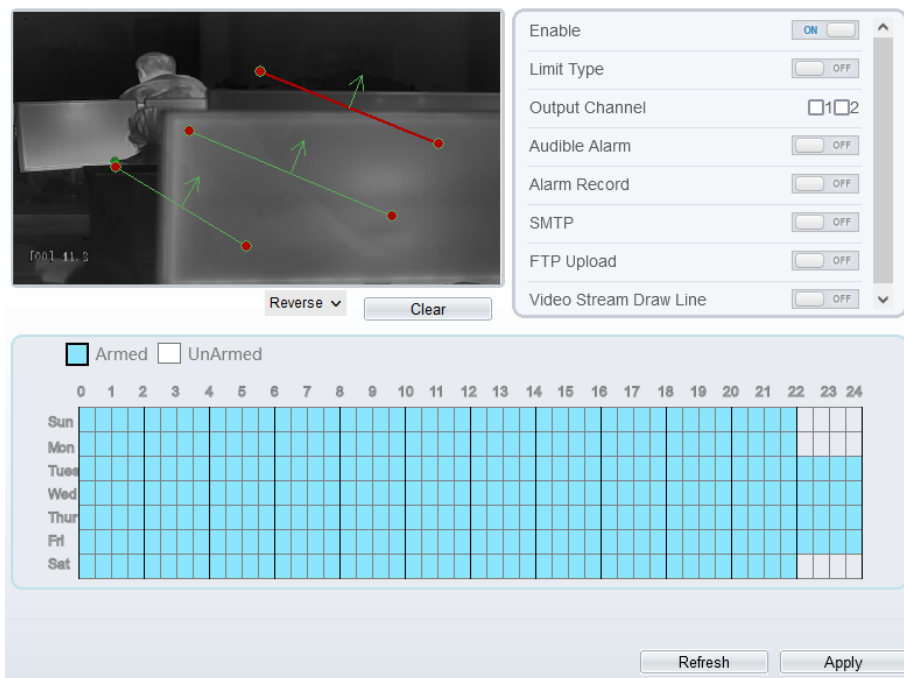 Enable ON
Limit Type OFF
Output Channel 1 2
Audible Alarm OFF
Alarm Record OFF
SMTP OFF
FTP Upload OFF
Video Stream Draw Line OFF
[00] 11.2
Reverse Clear
Armed UnArmed
0 1 2 3 4 5 6 7 8 9 10 11 12 13 14 15 16 17 18 19 20 21 22 23 24
Sun
Mon
Tues
Wed
Thur
Fri
Sat
Refresh Apply